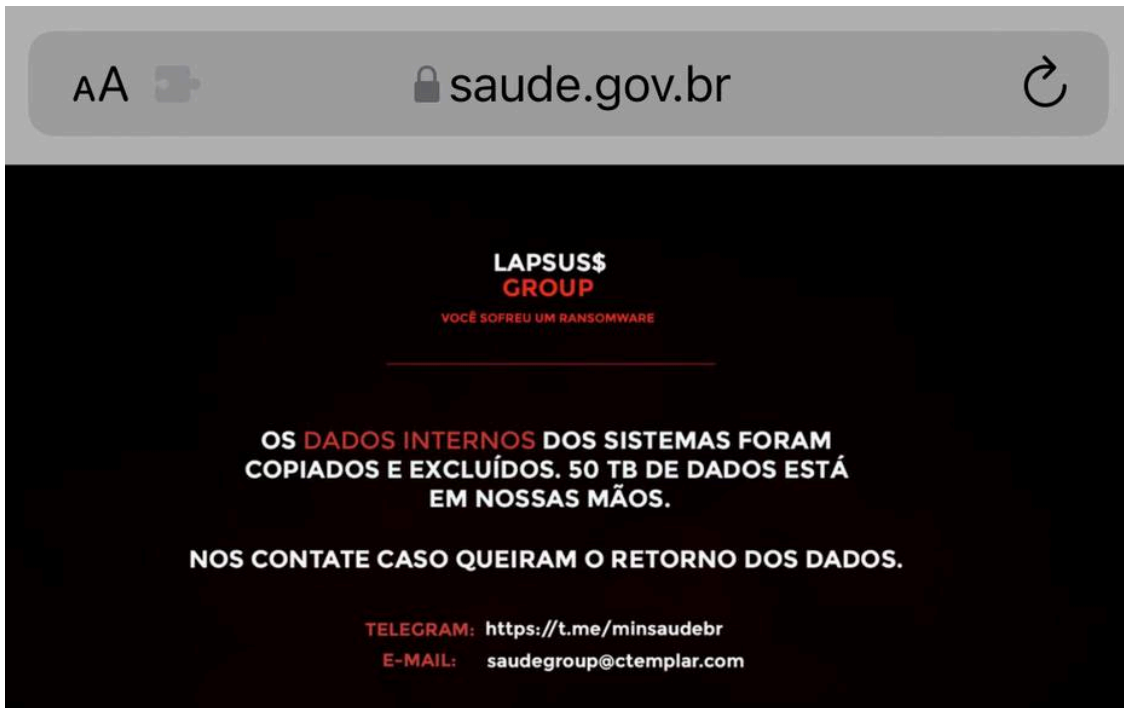 AA saude.gov.br
LAPSUS$
GROUP
VOCÊ SOFREU UM RANSOMWARE
OS DADOS INTERNOS DOS SISTEMAS FORAM
COPIADOS E EXCLUÍDOS. 50 TB DE DADOS ESTÁ
EM NOSSAS MÃOS.
NOS CONTATE CASO QUEIRAM O RETORNO DOS DADOS.
TELEGRAM: https://t.me/minsaudebr
E-MAIL: saudegroup@ctemplar.com